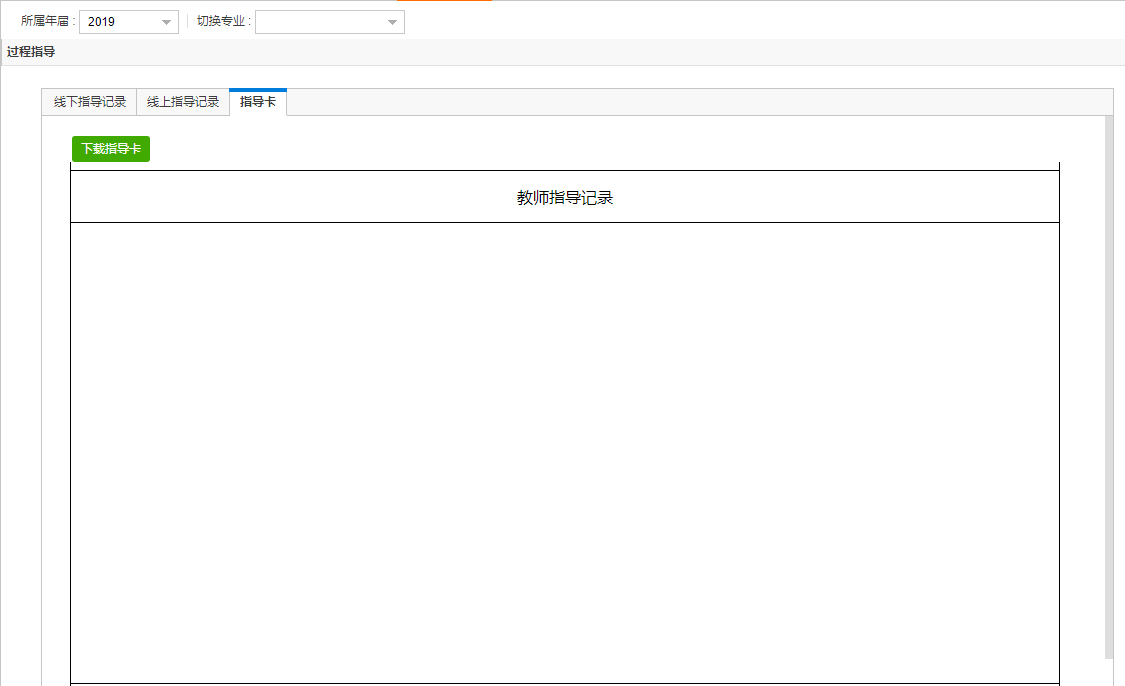 所属年届 : 2019 切换专业 :
过程指导
线下指导记录 线上指导记录 指导卡
下载指导卡
教师指导记录